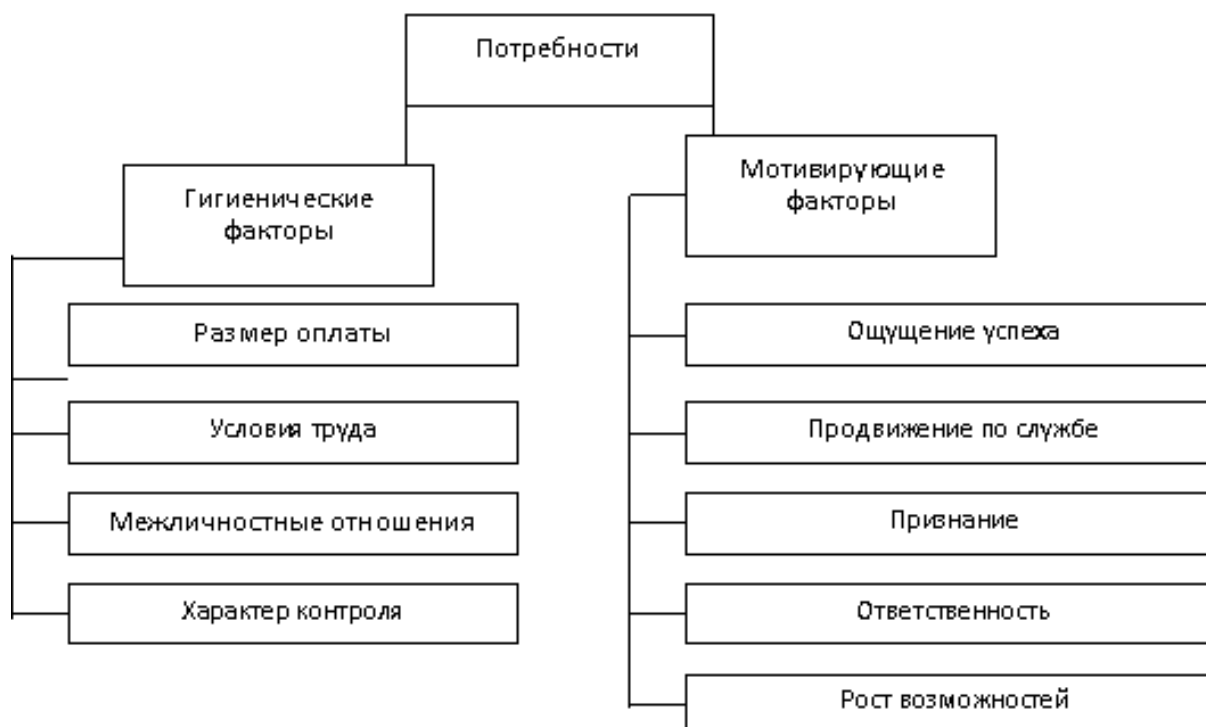 Потребности
Гигиенические
факторы
Размер оплаты
Условия труда
Межличностные отношения
Характер контроля
Мотивирующие
факторы
Ощущение успеха
Продвижение по службе
Признание
Ответственность
Рост возможностей